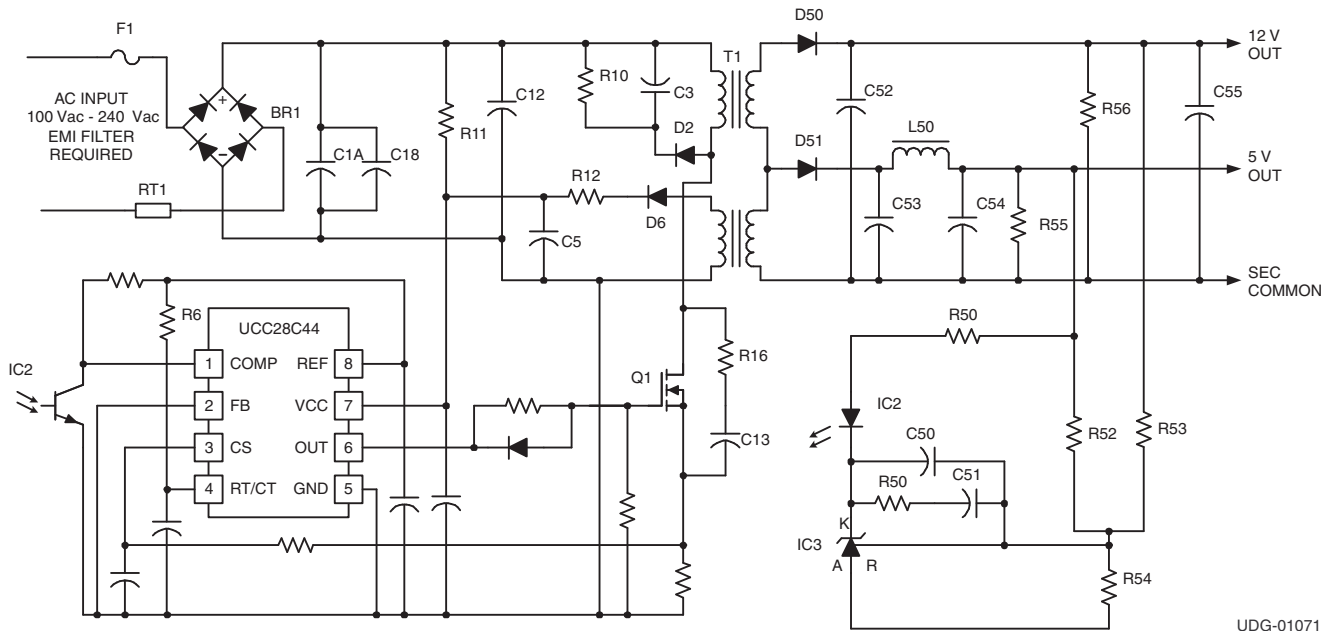 F1
D50
12 V
OUT
T1
R10
C3
C12
C52
R56
C55
AC INPUT
100 Vac - 240 Vac
EMI FILTER
REQUIRED
+
–
BR1
R11
D2
D51
L50
5 V
OUT
C1A
C18
R12
RT1
D6
C53
C54
R55
C5
SEC
COMMON
R6
UCC28C44
R50
R16
IC2
1
COMP
REF
8
Q1
2
FB
VCC
7
IC2
3
CS
OUT
6
C13
C50
R52
R53
4
RT/CT
GND
5
R50
C51
K
IC3
A
R
R54
UDG-01071